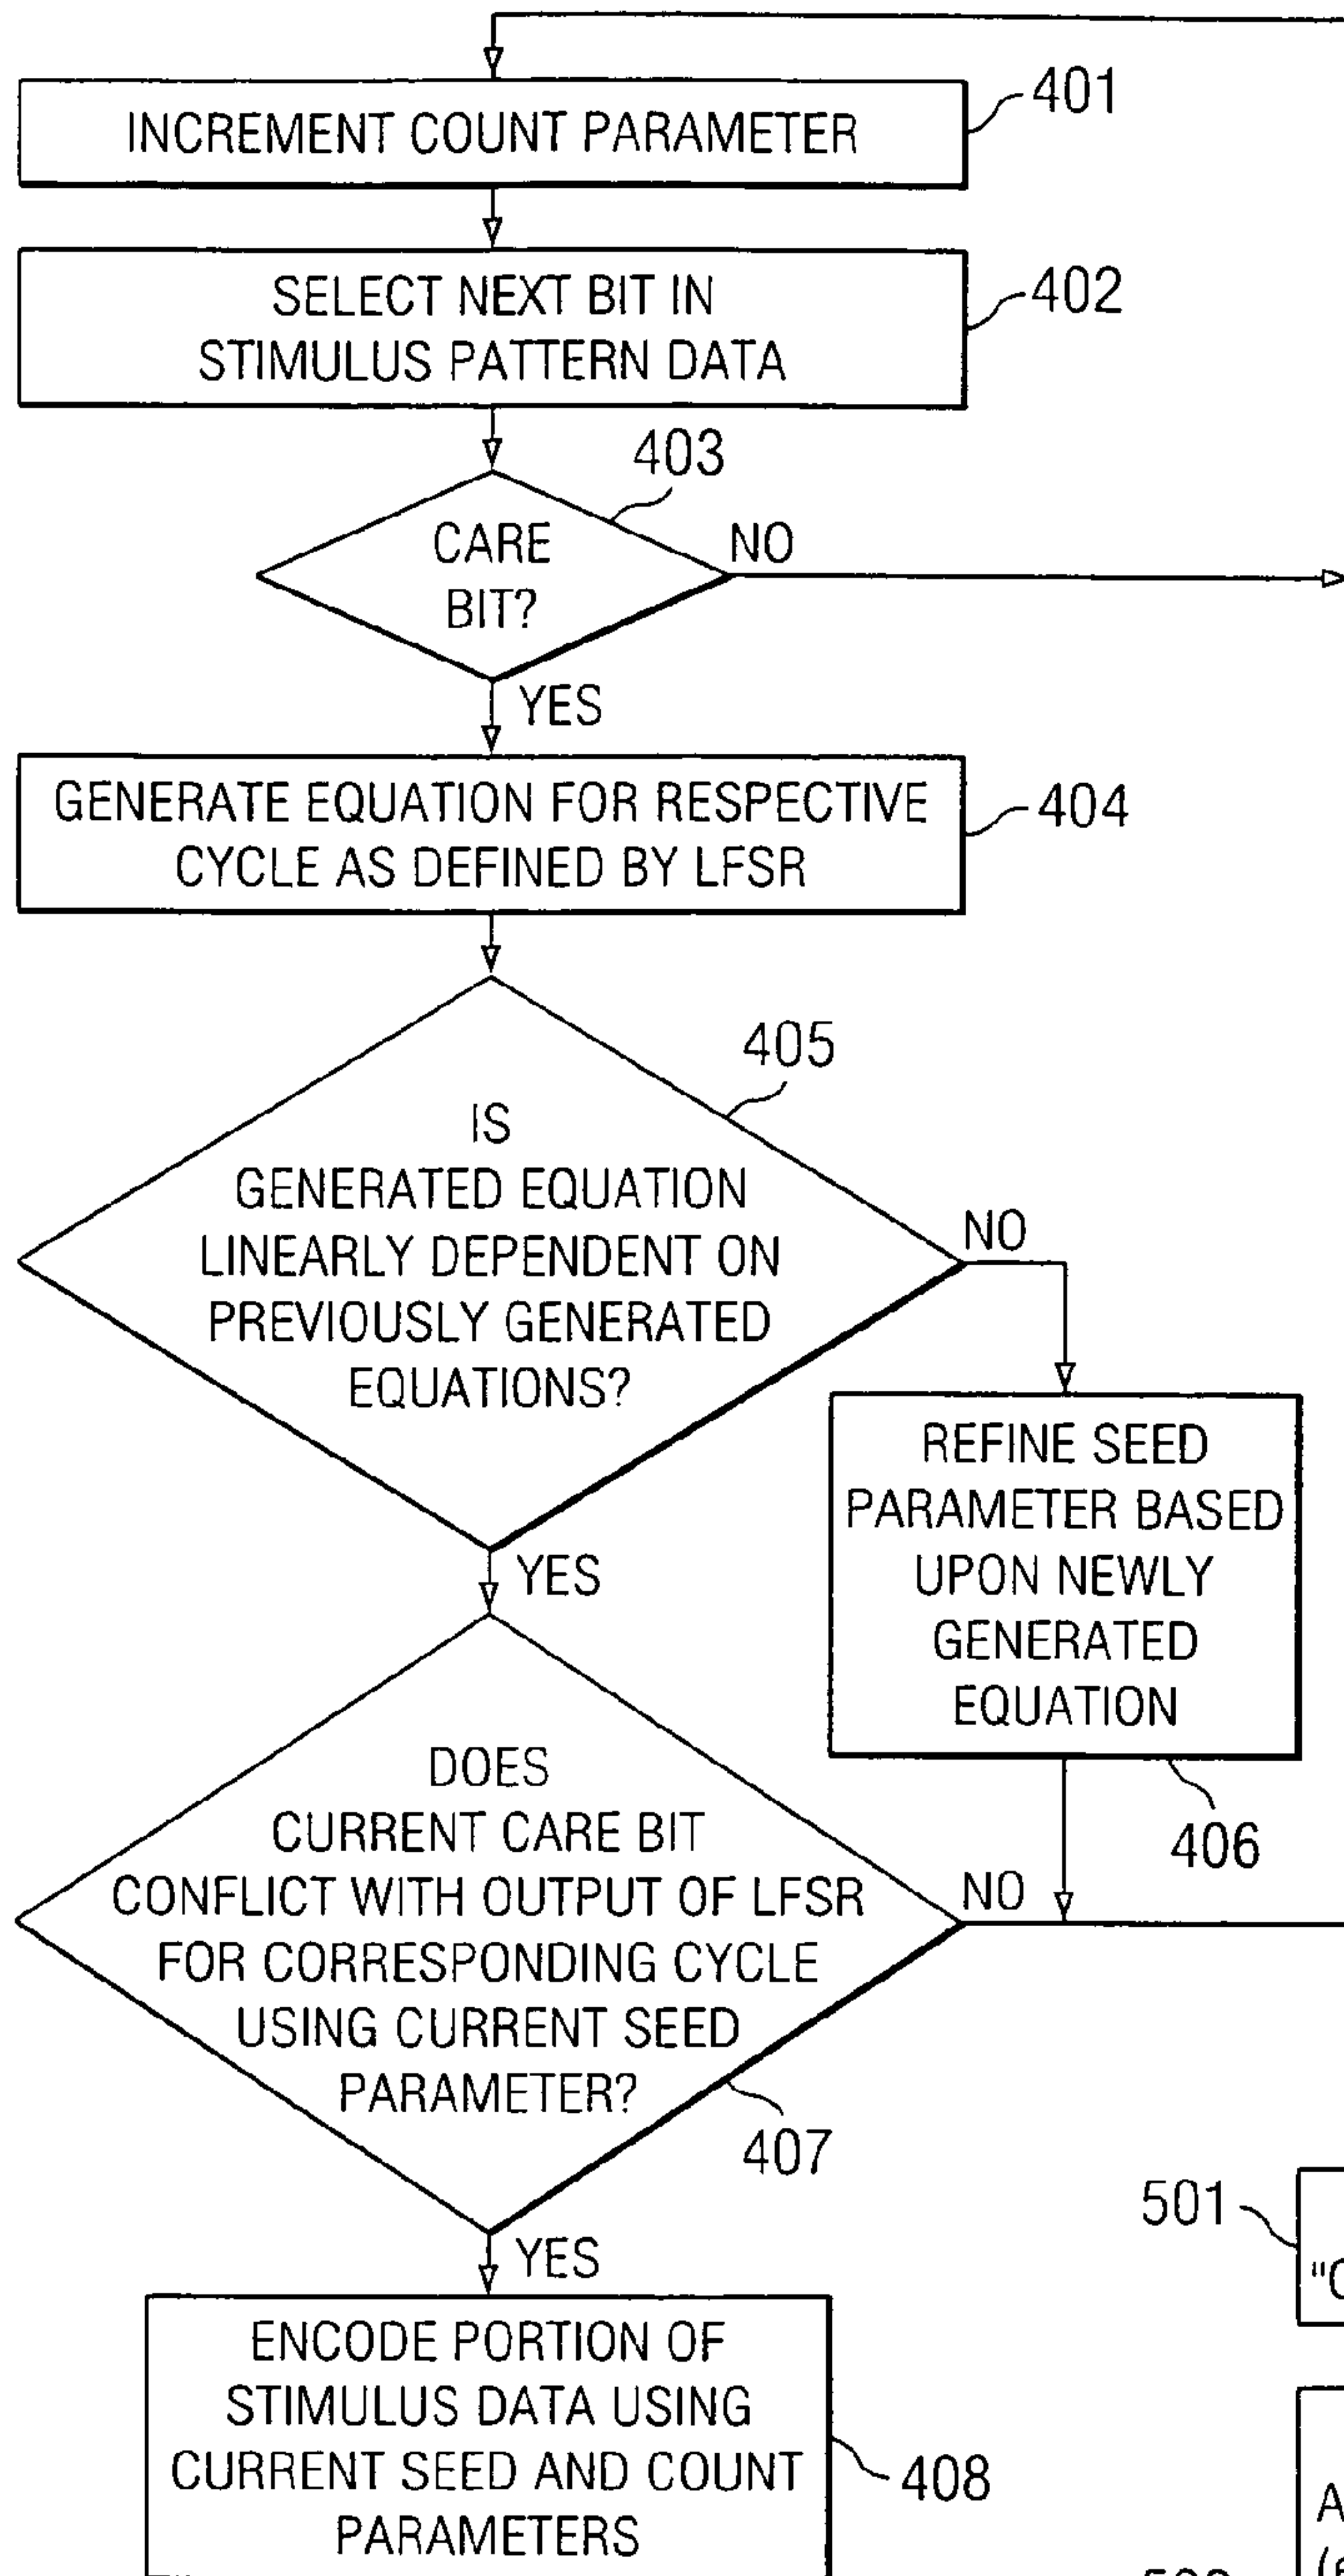 401
INCREMENT COUNT PARAMETER
402
SELECT NEXT BIT IN
STIMULUS PATTERN DATA
403
CARE
BIT?
NO
YES
404
GENERATE EQUATION FOR RESPECTIVE
CYCLE AS DEFINED BY LFSR
405
IS
GENERATED EQUATION
LINEARLY DEPENDENT ON
PREVIOUSLY GENERATED
EQUATIONS?
NO
YES
REFINE SEED
PARAMETER BASED
UPON NEWLY
GENERATED
EQUATION
406
DOES
CURRENT CARE BIT
CONFLICT WITH OUTPUT OF LFSR
FOR CORRESPONDING CYCLE
USING CURRENT SEED
PARAMETER?
NO
407
YES
501
ENCODE PORTION OF
STIMULUS DATA USING
CURRENT SEED AND COUNT
PARAMETERS
408